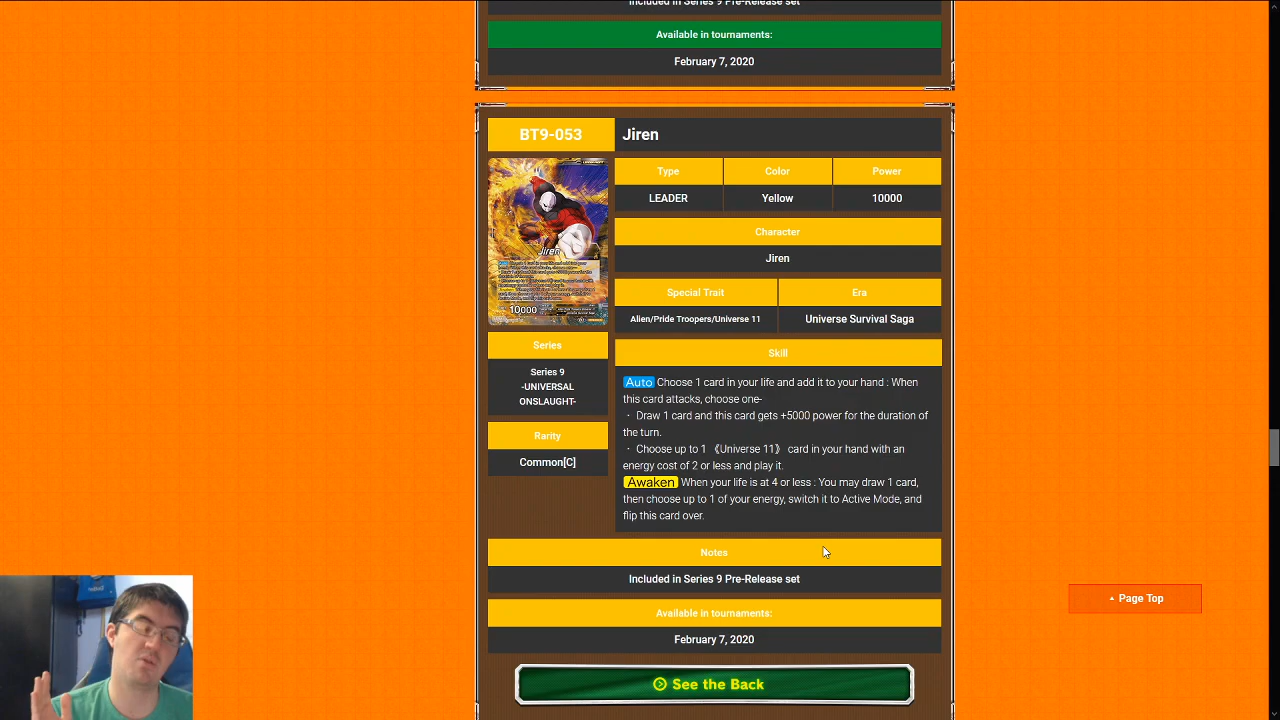 Included in Series 9 Pre-Release set
Available in tournaments:
February 7, 2020
BT9-053
Jiren
Type
Color
Power
LEADER
Yellow
10000
Character
Jiren
Special Trait
Era
Alien/Pride Troopers/Universe 11
Universe Survival Saga
Jiren
10000
Series
Series 9
-UNIVERSAL
ONSLAUGHT-
Rarity
Common[C]
Skill
Auto Choose 1 card in your life and add it to your hand : When
this card attacks, choose one-
・ Draw 1 card and this card gets +5000 power for the duration of
the turn.
・ Choose up to 1 《Universe 11》 card in your hand with an
energy cost of 2 or less and play it.
Awaken When your life is at 4 or less : You may draw 1 card,
then choose up to 1 of your energy, switch it to Active Mode, and
flip this card over.
Notes
Included in Series 9 Pre-Release set
Available in tournaments:
February 7, 2020
See the Back
Page Top